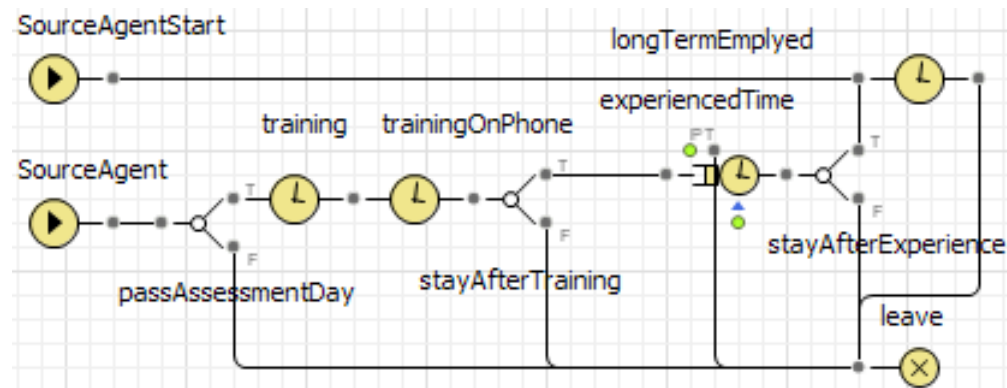 SourceAgentStart
longTermEmplyed
experiencedTime
training
trainingOnPhone
PT
T
SourceAgent
T
T
F
F
F
stayAfterExperience
passAssessmentDay
stayAfterTraining
leave